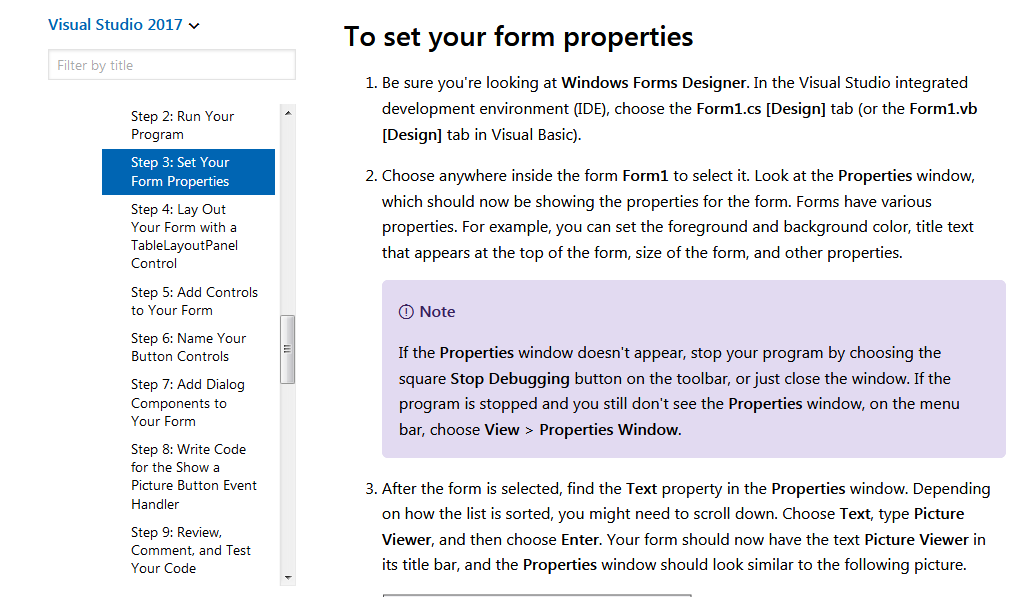 Visual Studio 2017
Filter by title
Step 2: Run Your
Program
Step 3: Set Your
Form Properties
Step 4: Lay Out
Your Form with a
TableLayoutPanel
Control
Step 5: Add Controls
to Your Form
Step 6: Name Your
Button Controls
Step 7: Add Dialog
Components to
Your Form
Step 8: Write Code
for the Show a
Picture Button Event
Handler
Step 9: Review,
Comment, and Test
Your Code
To set your form properties
1. Be sure you're looking at Windows Forms Designer. In the Visual Studio integrated
development environment (IDE), choose the Form1.cs [Design] tab (or the Form1.vb
[Design] tab in Visual Basic).
2. Choose anywhere inside the form Form1 to select it. Look at the Properties window,
which should now be showing the properties for the form. Forms have various
properties. For example, you can set the foreground and background color, title text
that appears at the top of the form, size of the form, and other properties.
Note
If the Properties window doesn't appear, stop your program by choosing the
square Stop Debugging button on the toolbar, or just close the window. If the
program is stopped and you still don't see the Properties window, on the menu
bar, choose View > Properties Window.
3. After the form is selected, find the Text property in the Properties window. Depending
on how the list is sorted, you might need to scroll down. Choose Text, type Picture
Viewer, and then choose Enter. Your form should now have the text Picture Viewer in
its title bar, and the Properties window should look similar to the following picture.